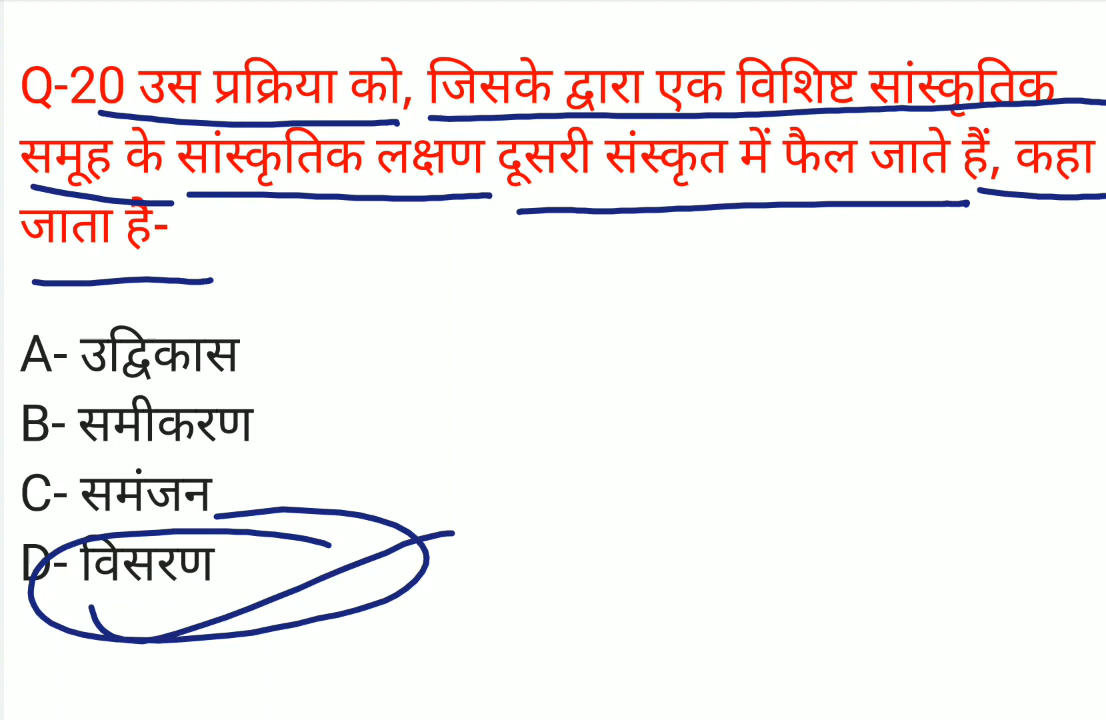 Q-20 उस प्रक्रिया को, जिसके द्वारा एक विशिष्ट सांस्कृतिक
समूह के सांस्कृतिक लक्षण दूसरी संस्कृत में फैल जाते हैं, कहा
जाता है-
A- उद्विकास
B- समीकरण
C- समंजन
D- विसरण